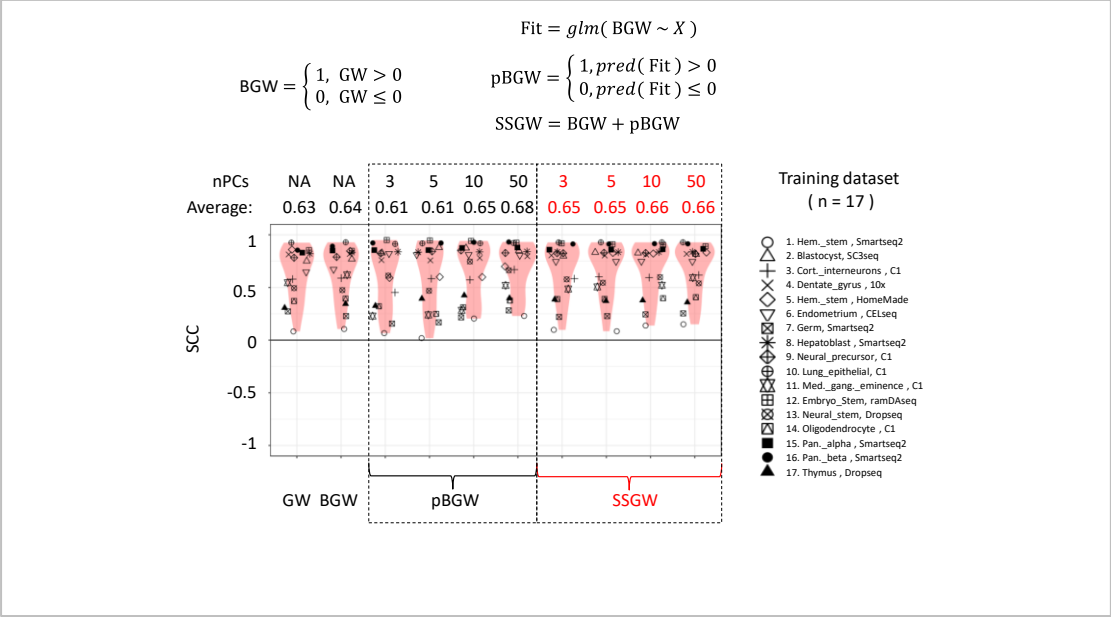 Fit = glm( BGW ~ X )
BGW = { 1, GW > 0
0, GW ≤ 0
pBGW = { 1, pred( Fit ) > 0
0, pred( Fit ) ≤ 0
SSGW = BGW + pBGW
nPCs NA NA 3 5 10 50 3 5 10 50
Average: 0.63 0.64 0.61 0.61 0.65 0.68 0.65 0.65 0.66 0.66
SCC
1
0.5
0
-0.5
-1
GW BGW pBGW SSGW
Training dataset
( n = 17 )
1. Hem._stem , Smartseq2
2. Blastocyst, SC3seq
3. Cort._interneurons , C1
4. Dentate_gyrus , 10x
5. Hem._stem , HomeMade
6. Endometrium , CELseq
7. Germ, Smartseq2
8. Hepatoblast , Smartseq2
9. Neural_precursor, C1
10. Lung_epithelial, C1
11. Med._gang._eminence , C1
12. Embryo_Stem, ramDAseq
13. Neural_stem, Dropseq
14. Oligodendrocyte , C1
15. Pan._alpha , Smartseq2
16. Pan._beta , Smartseq2
17. Thymus , Dropseq